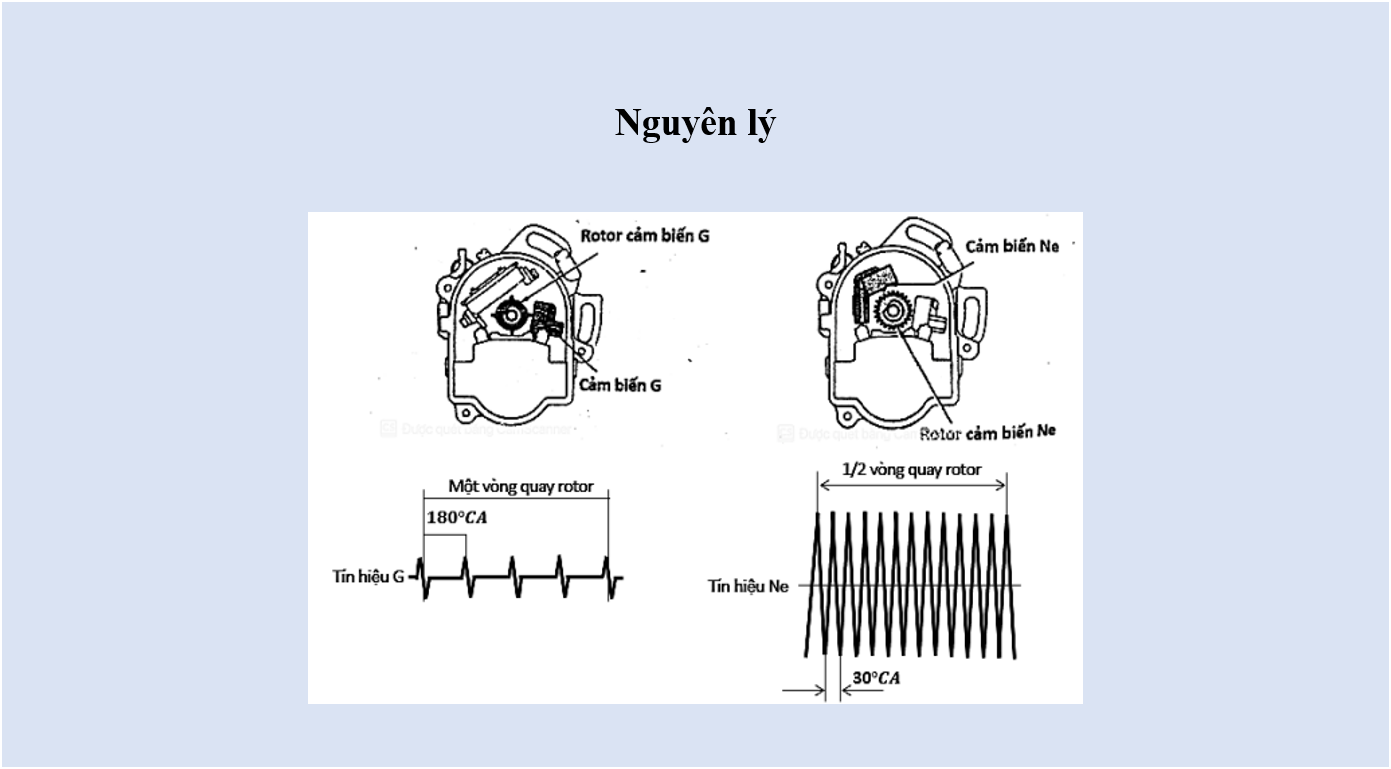 Nguyên lý
Rotor cảm biến G
Cảm biến G
Cảm biến Ne
Rotor cảm biến Ne
Được quét bằng CamScanner
Được quét bằng
Một vòng quay rotor
180°CA
Tín hiệu G
1/2 vòng quay rotor
Tín hiệu Ne
30°CA